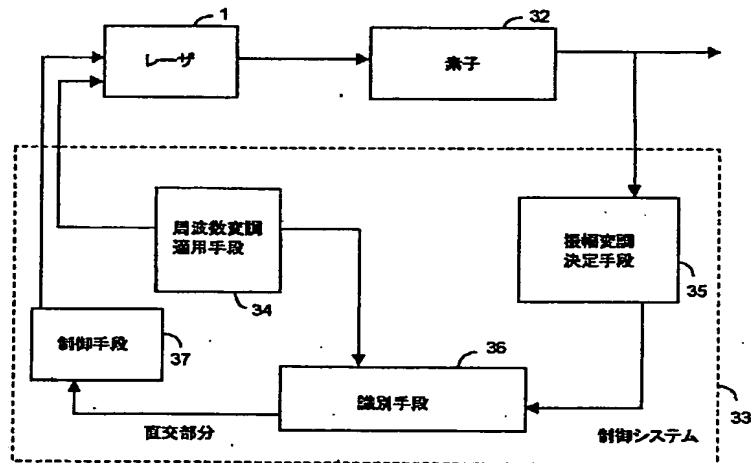 1
32
レーザ
素子
周波数変調
適用手段
34
振幅変調
決定手段
35
制御手段
37
36
識別手段
33
直交部分
制御システム